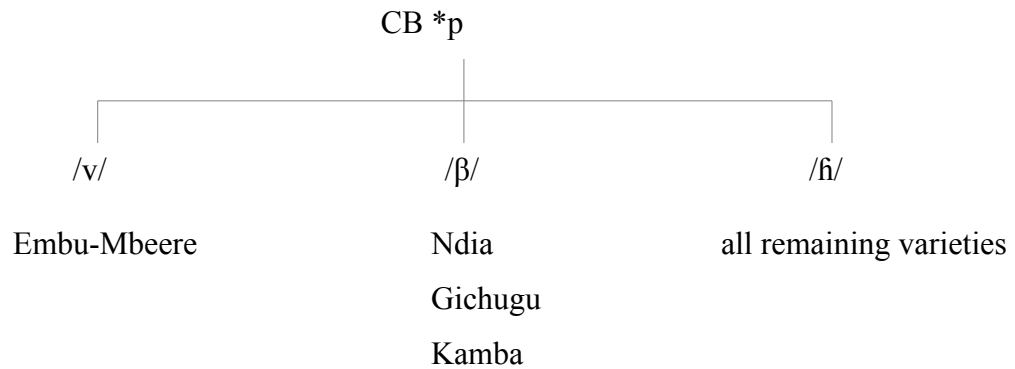 CB *p
/v/ /β/ /ɦ/
Embu-Mbeere Ndia all remaining varieties
Gichugu
Kamba